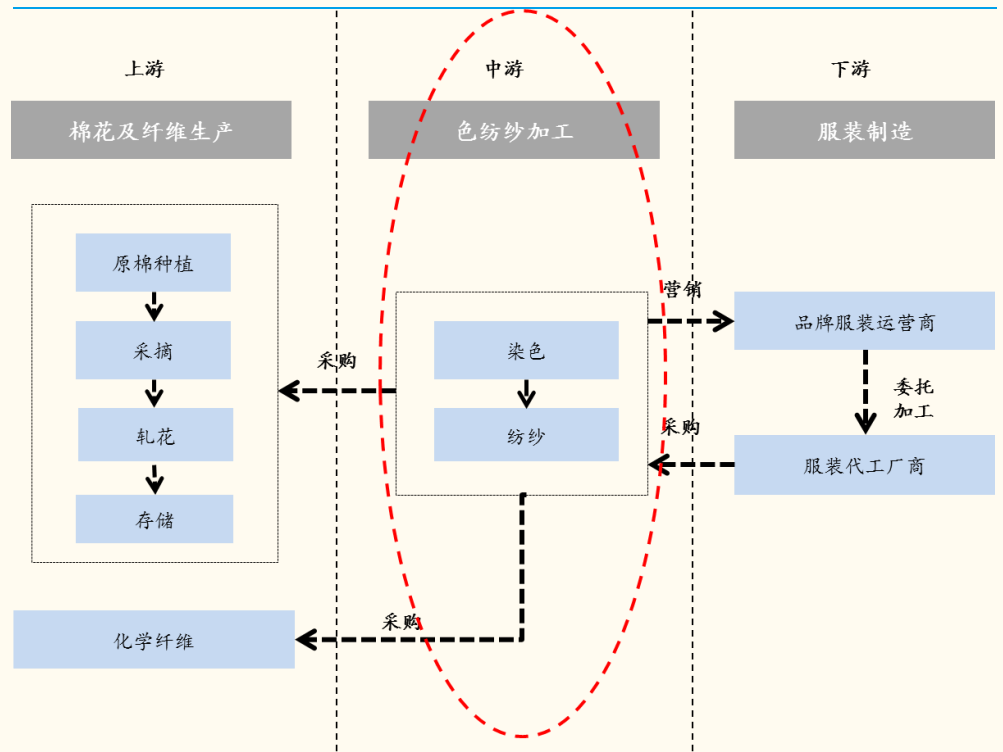 上游
中游
下游
棉花及纤维生产
色纺纱加工
服装制造
原棉种植
采摘
轧花
存储
化学纤维
采购
采购
染色
纺纱
营销
采购
品牌服装运营商
委托
加工
服装代工厂商